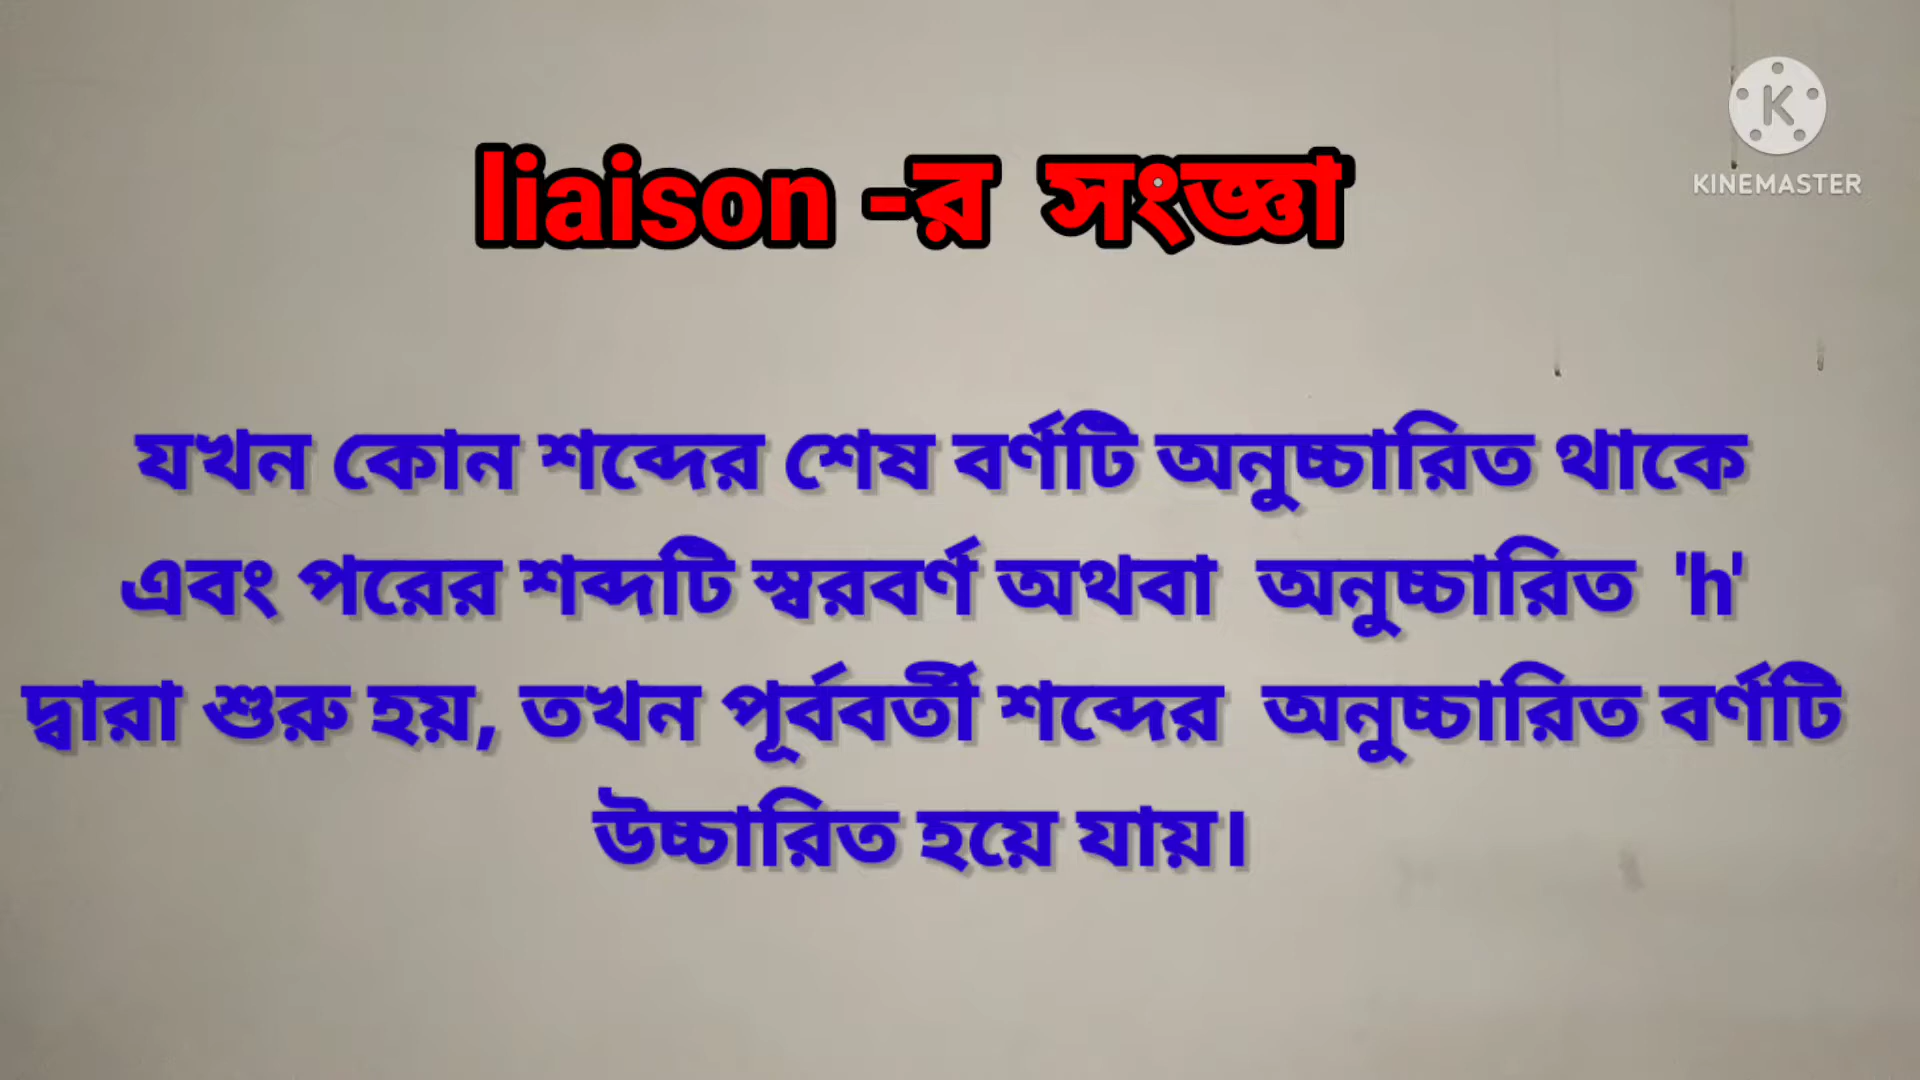 liaison -র সংজ্ঞা
KINEMASTER
যখন কোন শব্দের শেষ বর্ণটি অনুচ্চারিত থাকে
এবং পরের শব্দটি স্বরবর্ণ অথবা অনুচ্চারিত 'h'
দ্বারা শুরু হয়, তখন পূর্ববর্তী শব্দের অনুচ্চারিত বর্ণটি
উচ্চারিত হয়ে যায়।